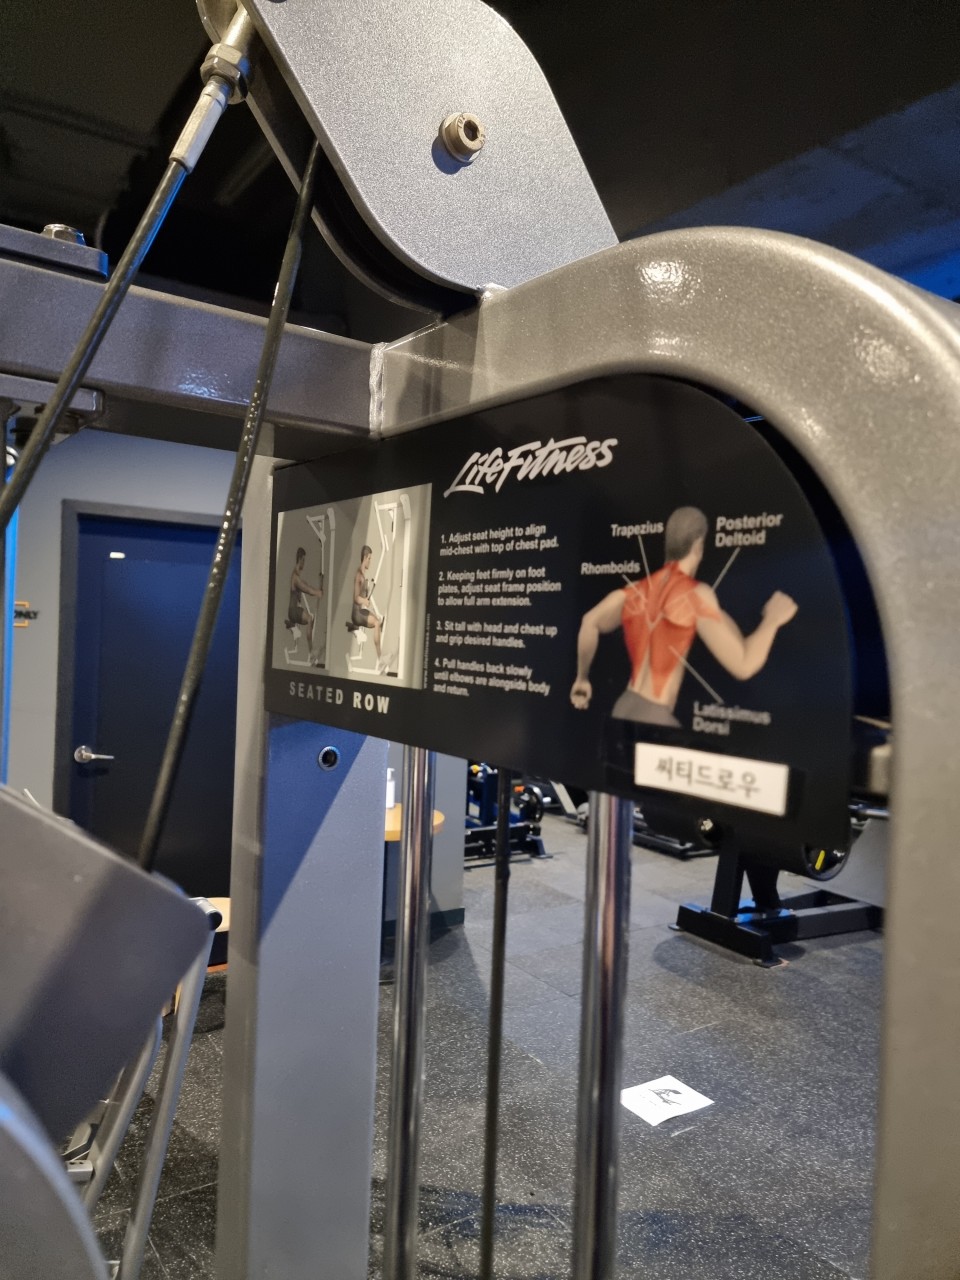 LifeFitness
1. Adjust seat height to align
mid-chest with top of chest pad.
2. Keeping feet firmly on foot
plates, adjust seat frame position
to allow full arm extension.
3. Sit tall with head and chest up
and grip desired handles.
4. Pull handles back slowly
until elbows are alongside body
and return.
SEATED ROW
Trapezius
Posterior
Deltoid
Rhomboids
Latissimus
Dorsi
씨티드로우
ONLY